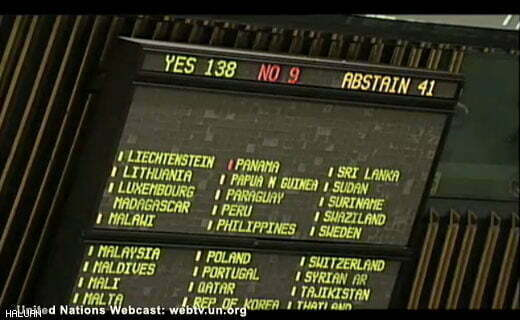 YES 138 NO 9 ABSTAIN 41
LIECHTENSTEIN PANAMA SRI LANKA
LITHUANIA PAPUA N GUINEA SUDAN
LUXEMBOURG PARAGUAY SURINAME
MADAGASCAR PERU SWAZILAND
MALAWI PHILIPPINES SWEDEN
MALAYSIA POLAND SWITZERLAND
MALDIVES PORTUGAL SYRIAN AR
MALI QATAR TAJIKISTAN
MALTA REP OF KOREA THAILAND
United Nations Webcast: webtv.un.org
HALUAN